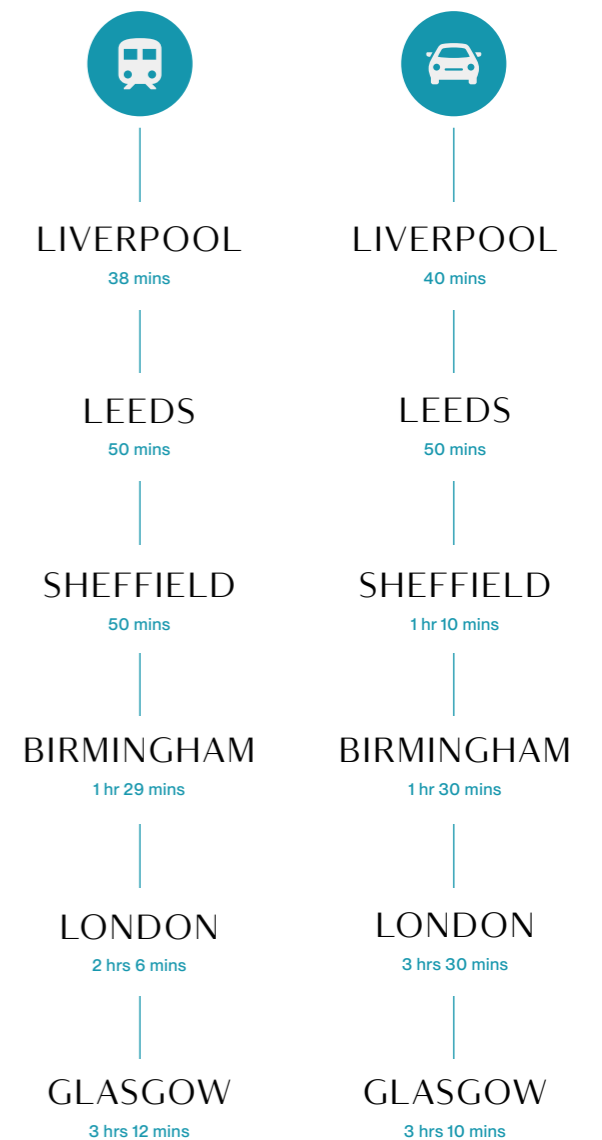 LIVERPOOL
38 mins
LEEDS
50 mins
SHEFFIELD
50 mins
BIRMINGHAM
1 hr 29 mins
LONDON
2 hrs 6 mins
GLASGOW
3 hrs 12 mins
LIVERPOOL
40 mins
LEEDS
50 mins
SHEFFIELD
1 hr 10 mins
BIRMINGHAM
1 hr 30 mins
LONDON
3 hrs 30 mins
GLASGOW
3 hrs 10 mins